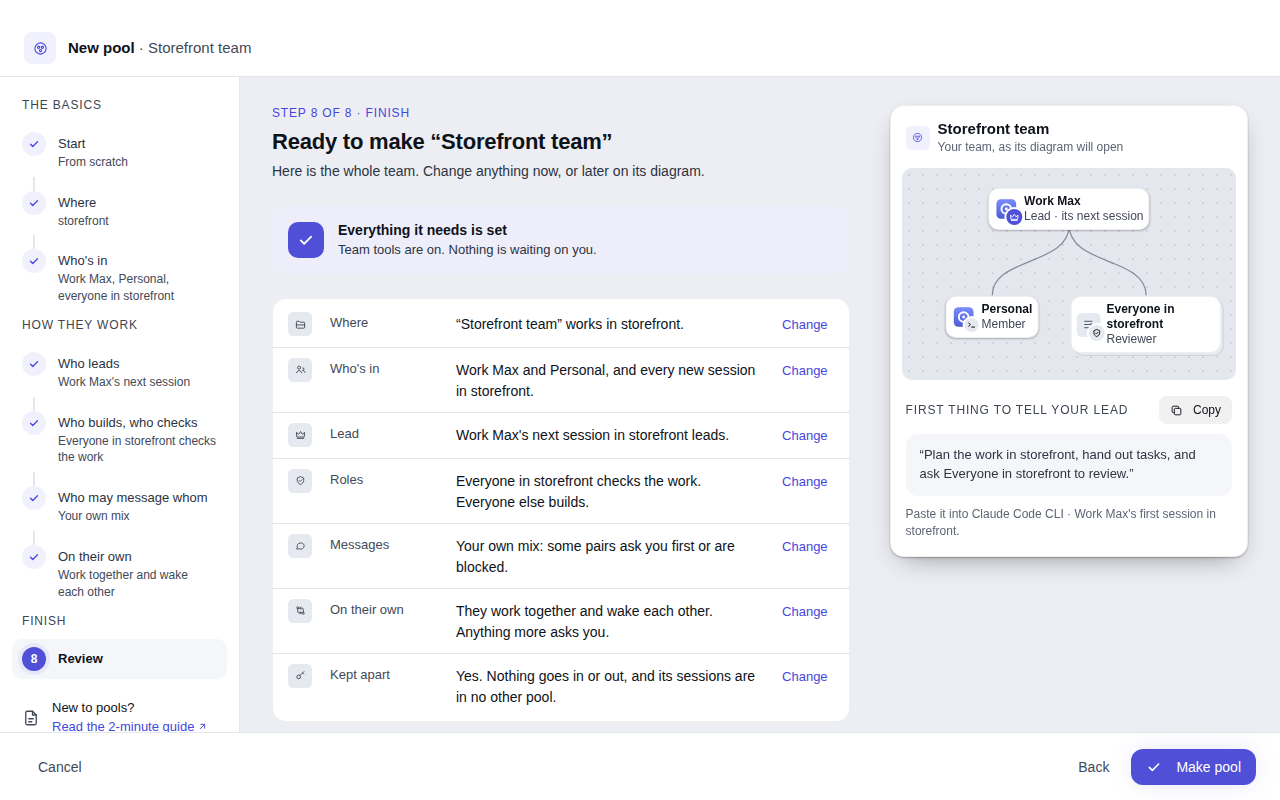 New pool · Storefront team
THE BASICS
Start
From scratch
Where
storefront
Who's in
Work Max, Personal,
everyone in storefront
HOW THEY WORK
Who leads
Work Max's next session
Who builds, who checks
Everyone in storefront checks
the work
Who may message whom
Your own mix
On their own
Work together and wake
each other
FINISH
8 Review
New to pools?
Read the 2-minute guide ↗
STEP 8 OF 8 · FINISH
Ready to make “Storefront team”
Here is the whole team. Change anything now, or later on its diagram.
Everything it needs is set
Team tools are on. Nothing is waiting on you.
Where “Storefront team” works in storefront. Change
Who's in Work Max and Personal, and every new session Change
in storefront.
Lead Work Max's next session in storefront leads. Change
Roles Everyone in storefront checks the work. Change
Everyone else builds.
Messages Your own mix: some pairs ask you first or are Change
blocked.
On their own They work together and wake each other. Change
Anything more asks you.
Kept apart Yes. Nothing goes in or out, and its sessions are Change
in no other pool.
Storefront team
Your team, as its diagram will open
Work Max
Lead · its next session
Personal
Member
Everyone in
storefront
Reviewer
FIRST THING TO TELL YOUR LEAD Copy
“Plan the work in storefront, hand out tasks, and
ask Everyone in storefront to review.”
Paste it into Claude Code CLI · Work Max's first session in
storefront.
Cancel Back Make pool